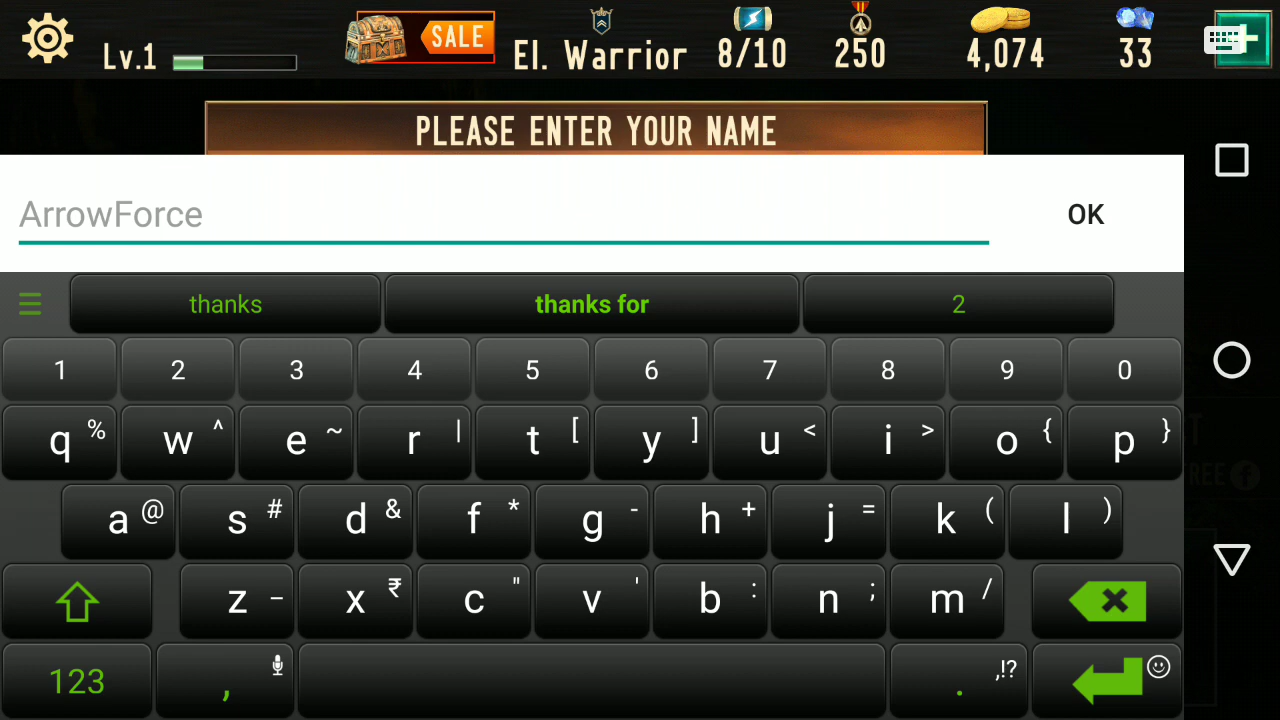 Lv.1 SALE El. Warrior 8/10 250 4,074 33
PLEASE ENTER YOUR NAME
ArrowForce OK
thanks thanks for 2
1 2 3 4 5 6 7 8 9 0
q % w ^ e ~ r | t [ y ] u < i > o { p }
a @ s # d & f * g - h + j = k ( l )
z _ x ₹ c " v ' b : n ; m /
123 , . ,!?